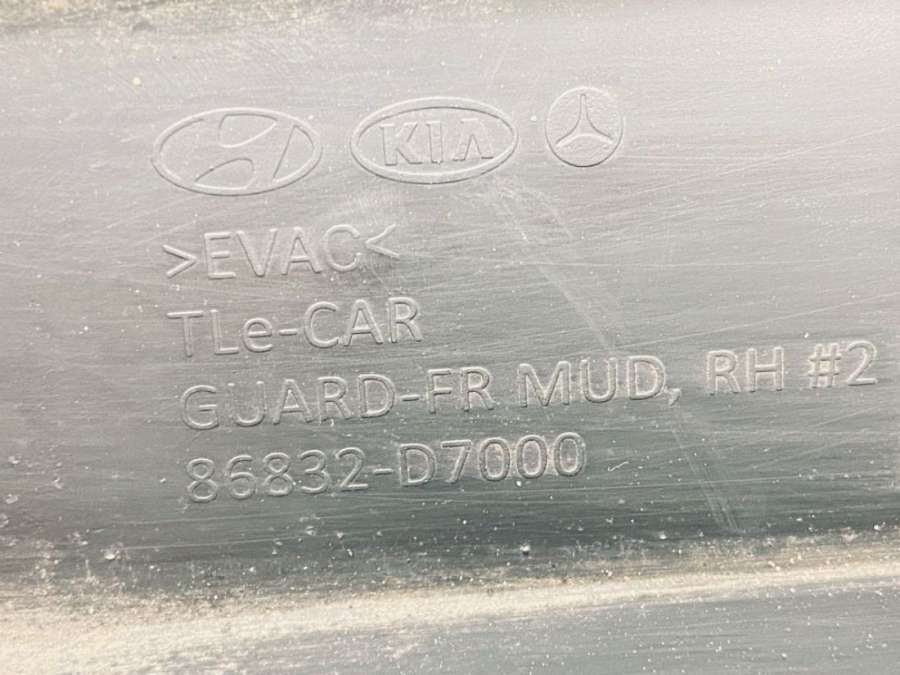 KIA
>EVAC<
TLe-CAR
GUARD-FR MUD, RH #2
86832-D7000